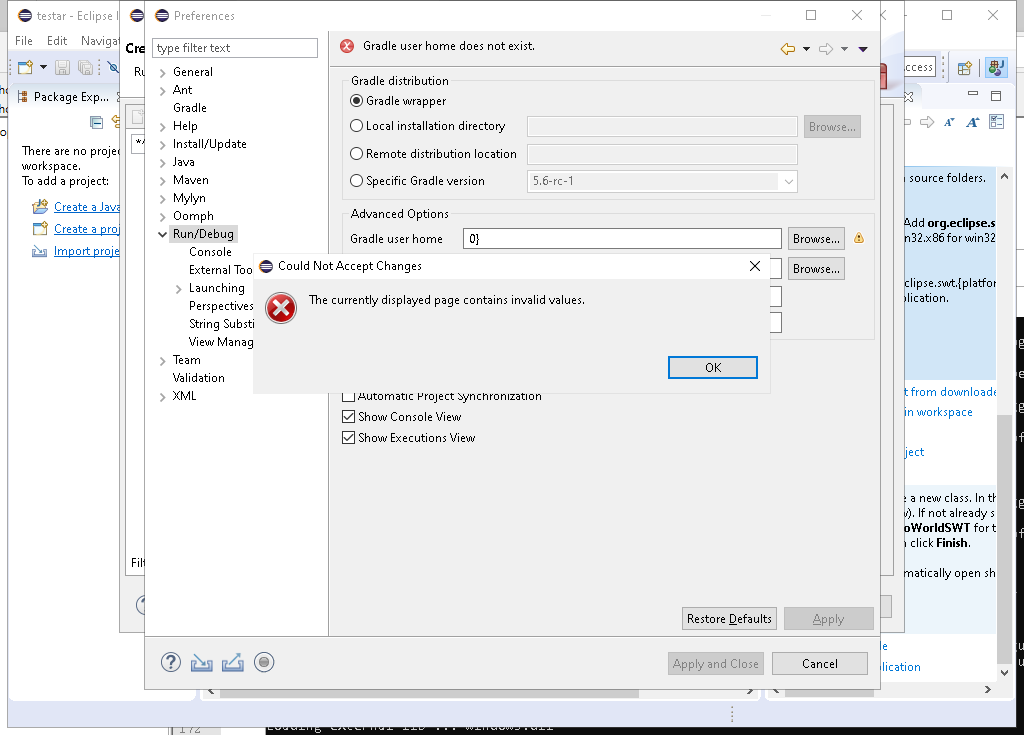 testar - Eclipse I
Preferences
File Edit Navigat
Cre
type filter text
Gradle user home does not exist.
Ru
ccess
Package Exp...
General
Ant
Gradle
Help
Install/Update
Java
Maven
Mylyn
Oomph
Run/Debug
Console
External Too
Launching
Perspectives
String Substi
View Manag
Team
Validation
XML
Gradle distribution
Gradle wrapper
Local installation directory
Browse...
Remote distribution location
Specific Gradle version
5.6-rc-1
Advanced Options
Gradle user home
0}
Browse...
Browse...
Could Not Accept Changes
The currently displayed page contains invalid values.
OK
Automatic Project Synchronization
Show Console View
Show Executions View
Restore Defaults
Apply
Apply and Close
Cancel
There are no projec
workspace.
To add a project:
Create a Java
Create a proj
Import proje
*/
Filt
source folders.
Add org.eclipse.s
n32.x86 for win32
clipse.swt.{platfor
lication.
t from downloade
in workspace
ject
e a new class. In th
v). If not already s
oWorldSWT for t
click Finish.
matically open sh
le
lication
172
Loading external lib ... windows.dll